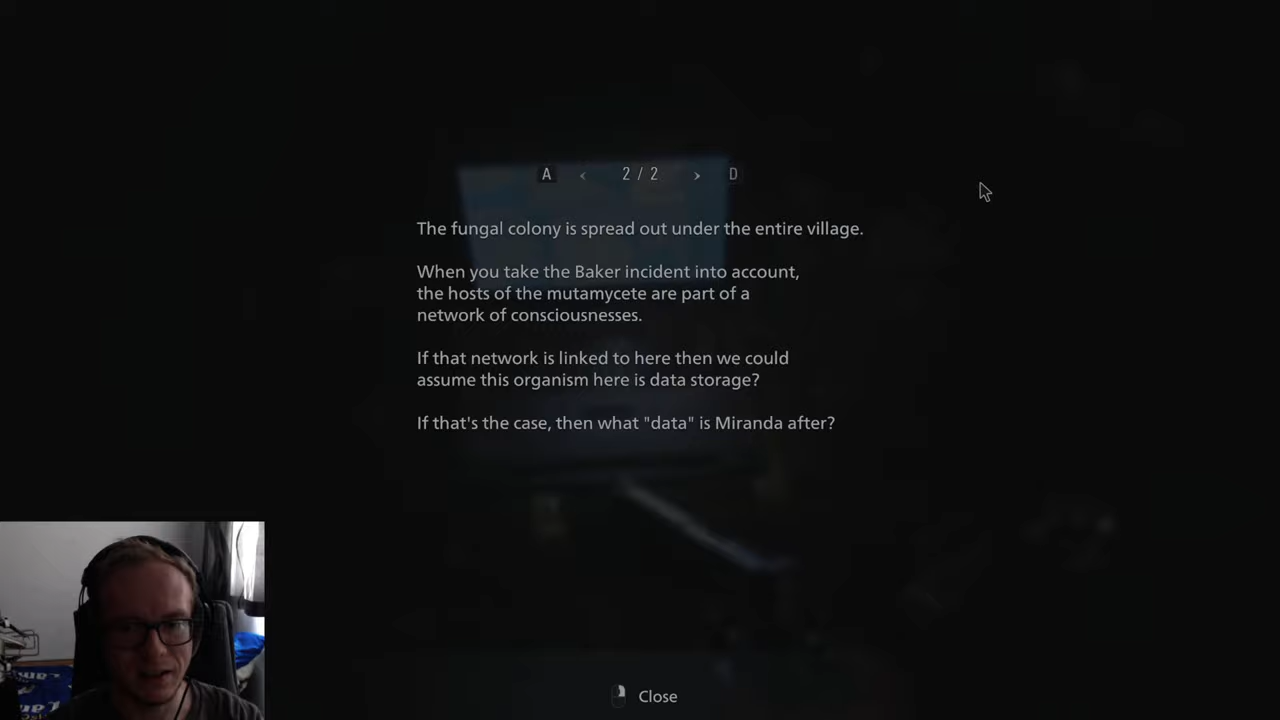 A < 2 / 2 > D
The fungal colony is spread out under the entire village.
When you take the Baker incident into account,
the hosts of the mutamycete are part of a
network of consciousnesses.
If that network is linked to here then we could
assume this organism here is data storage?
If that's the case, then what "data" is Miranda after?
Close